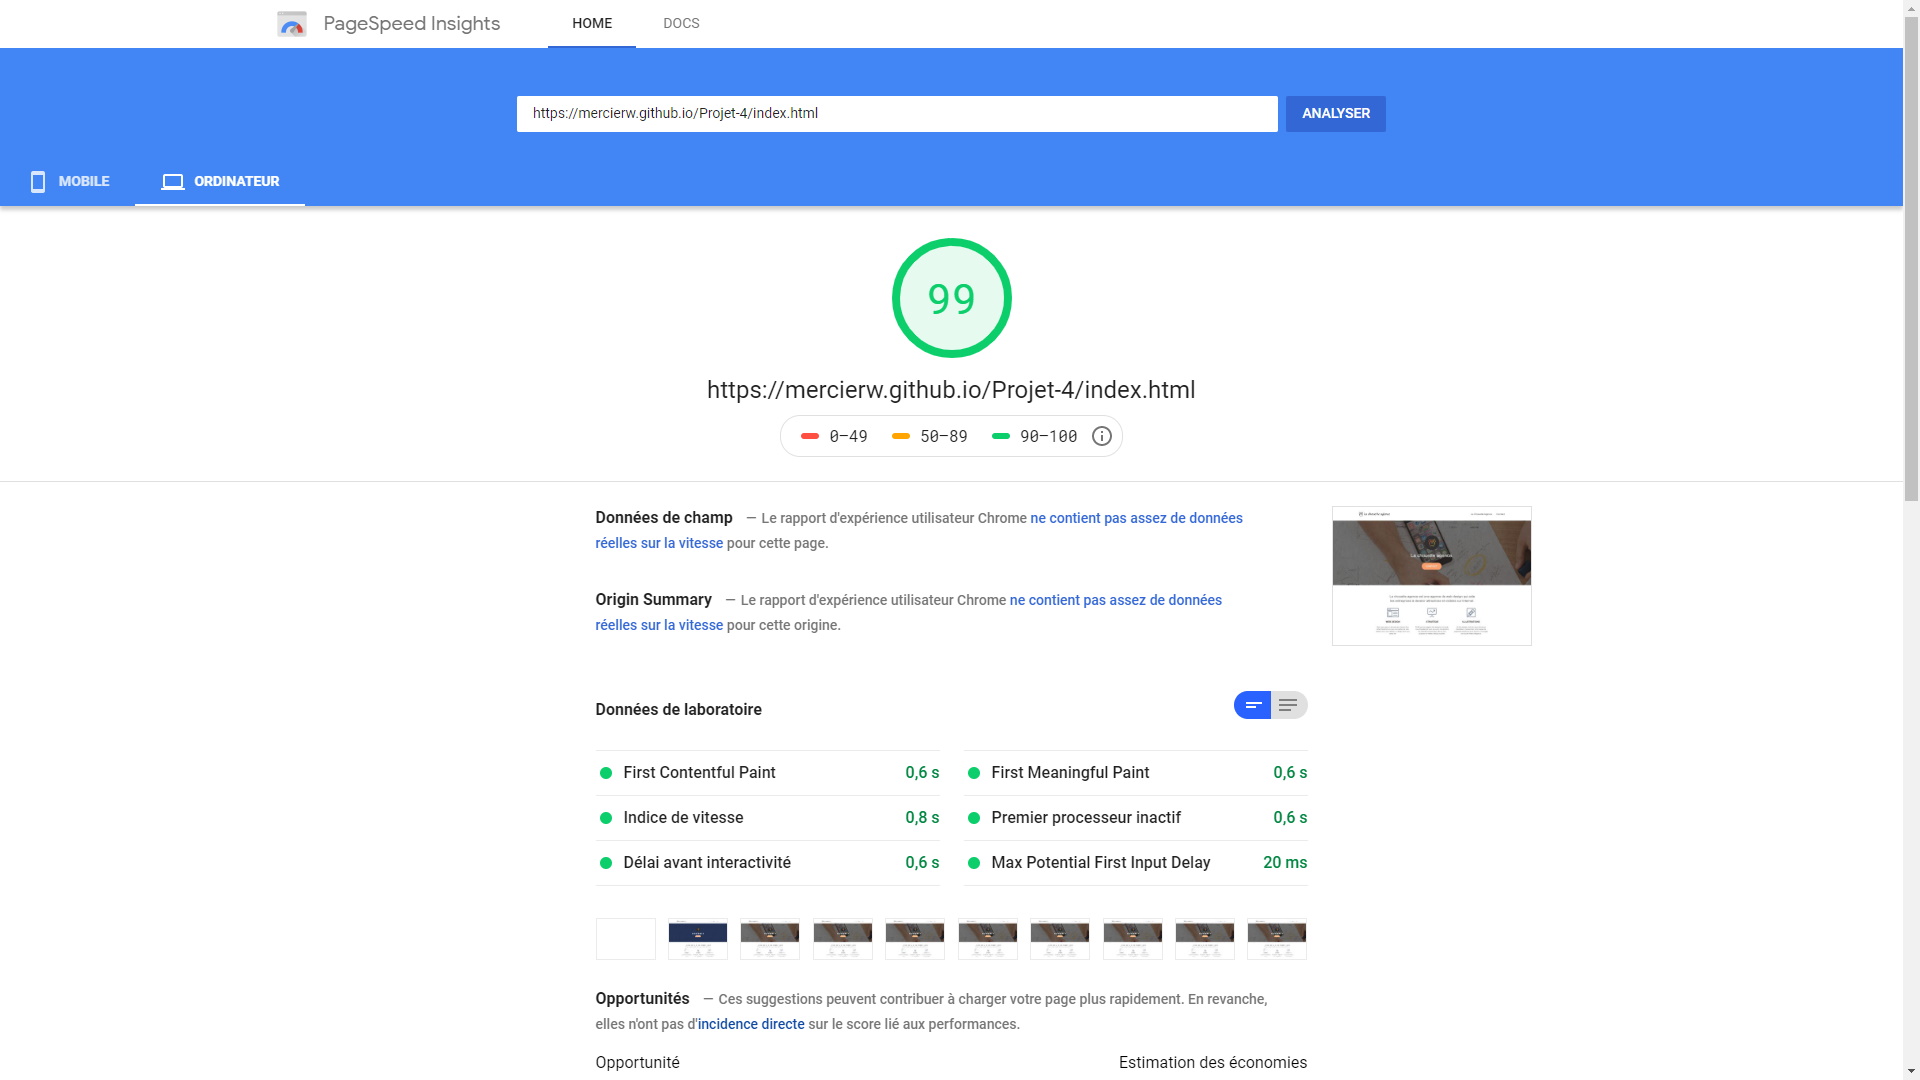 PageSpeed Insights
HOME
DOCS
https://mercierw.github.io/Projet-4/index.html
ANALYSER
MOBILE
ORDINATEUR
99
https://mercierw.github.io/Projet-4/index.html
0–49
50–89
90–100
Données de champ — Le rapport d'expérience utilisateur Chrome ne contient pas assez de données
réelles sur la vitesse pour cette page.
Origin Summary — Le rapport d'expérience utilisateur Chrome ne contient pas assez de données
réelles sur la vitesse pour cette origine.
Données de laboratoire
First Contentful Paint 0,6 s
First Meaningful Paint 0,6 s
Indice de vitesse 0,8 s
Premier processeur inactif 0,6 s
Délai avant interactivité 0,6 s
Max Potential First Input Delay 20 ms
Opportunités — Ces suggestions peuvent contribuer à charger votre page plus rapidement. En revanche,
elles n'ont pas d'incidence directe sur le score lié aux performances.
Opportunité
Estimation des économies